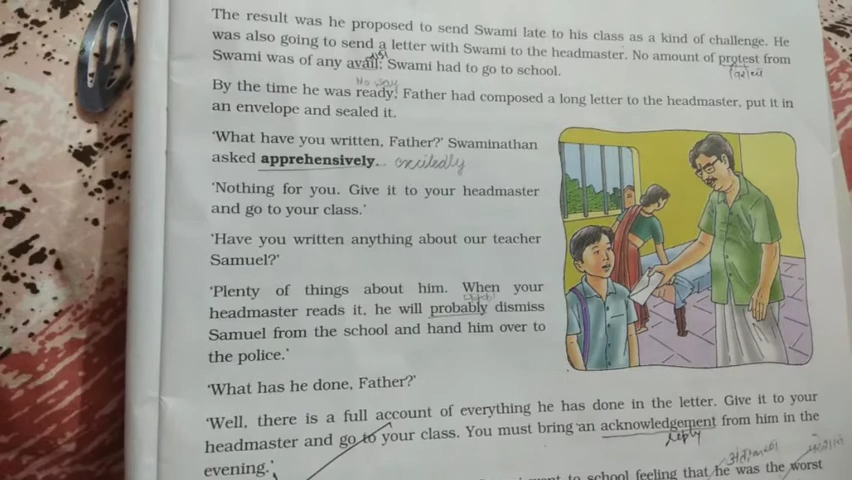 The result was he proposed to send Swami late to his class as a kind of challenge. He
was also going to send a letter with Swami to the headmaster. No amount of protest from
Swami was of any avail: Swami had to go to school.
By the time he was ready, Father had composed a long letter to the headmaster, put it in
an envelope and sealed it.
'What have you written, Father?' Swaminathan
asked apprehensively. excitedly
'Nothing for you. Give it to your headmaster
and go to your class.'
'Have you written anything about our teacher
Samuel?'
'Plenty of things about him. When your
headmaster reads it, he will probably dismiss
Samuel from the school and hand him over to
the police.'
'What has he done, Father?'
'Well, there is a full account of everything he has done in the letter. Give it to your
headmaster and go to your class. You must bring an acknowledgement from him in the
reply
evening.'
to school feeling that he was the worst